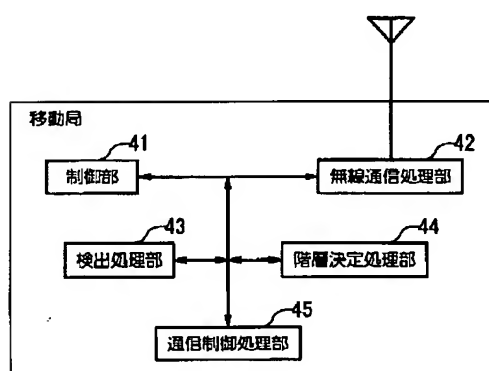 移動局
41
制御部
42
無線通信処理部
43
検出処理部
44
階層決定処理部
45
通信制御処理部